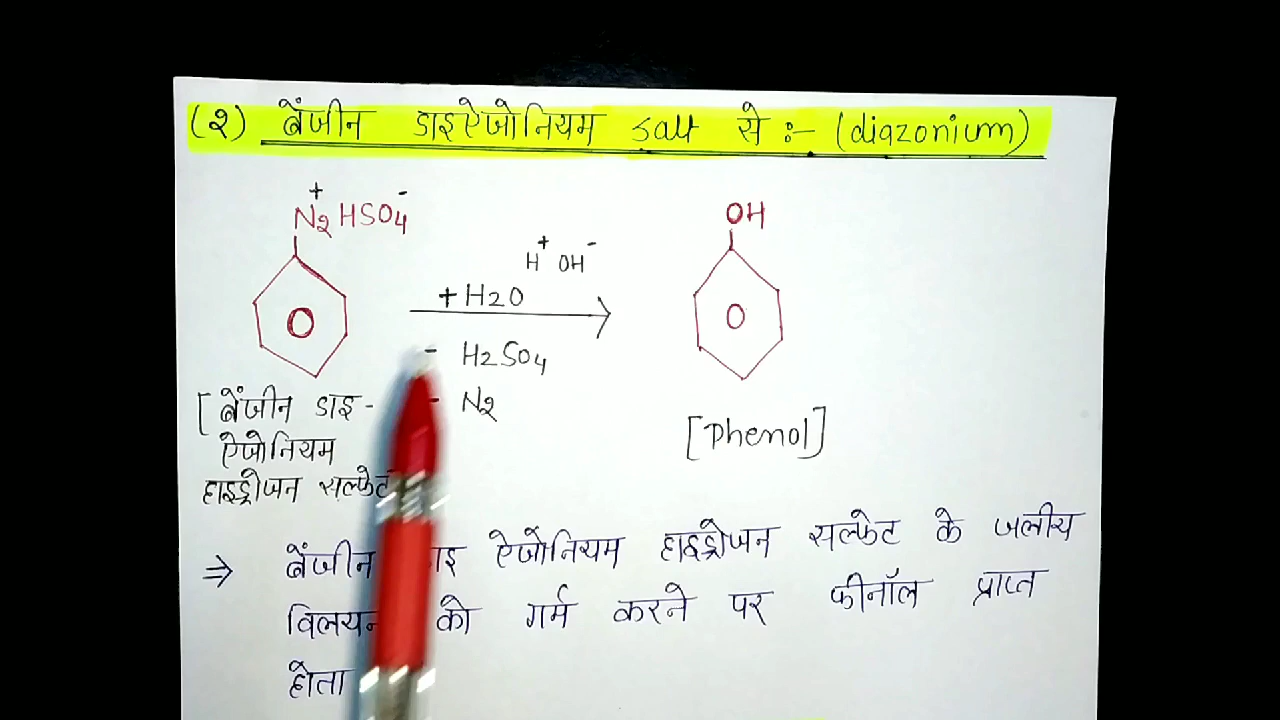 (२) बेंजीन डाइऐजोनियम salt से :- (diazonium)
N2+ HSO4-
OH
H+ OH-
+H2O
- H2SO4
- N2
[बेंजीन डाइ-
ऐजोनियम
हाइड्रोजन सल्फेट
[Phenol]
⇒ बेंजीन डाइ ऐजोनियम हाइड्रोजन सल्फेट के जलीय
विलयन को गर्म करने पर फीनॉल प्राप्त
होता